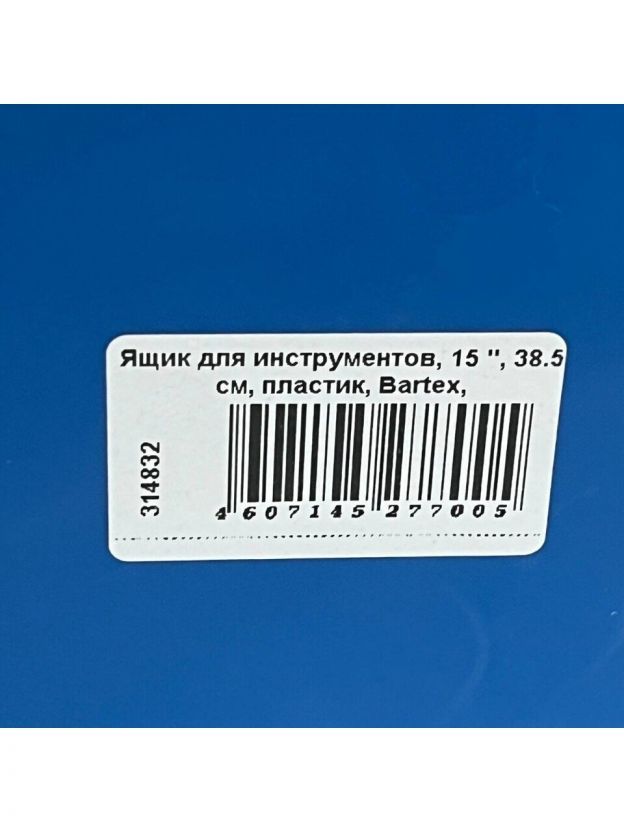 Ящик для инструментов, 15 ", 38.5
см, пластик, Bartex,
314832
4 607145 277005